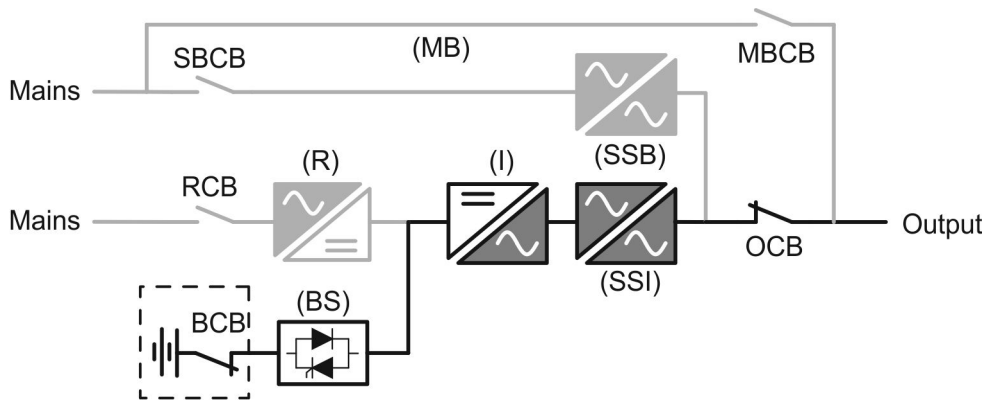 (MB)
MBCB
SBCB
Mains
(SSB)
(R)
(I)
RCB
Mains
Output
OCB
(SSI)
(BS)
BCB